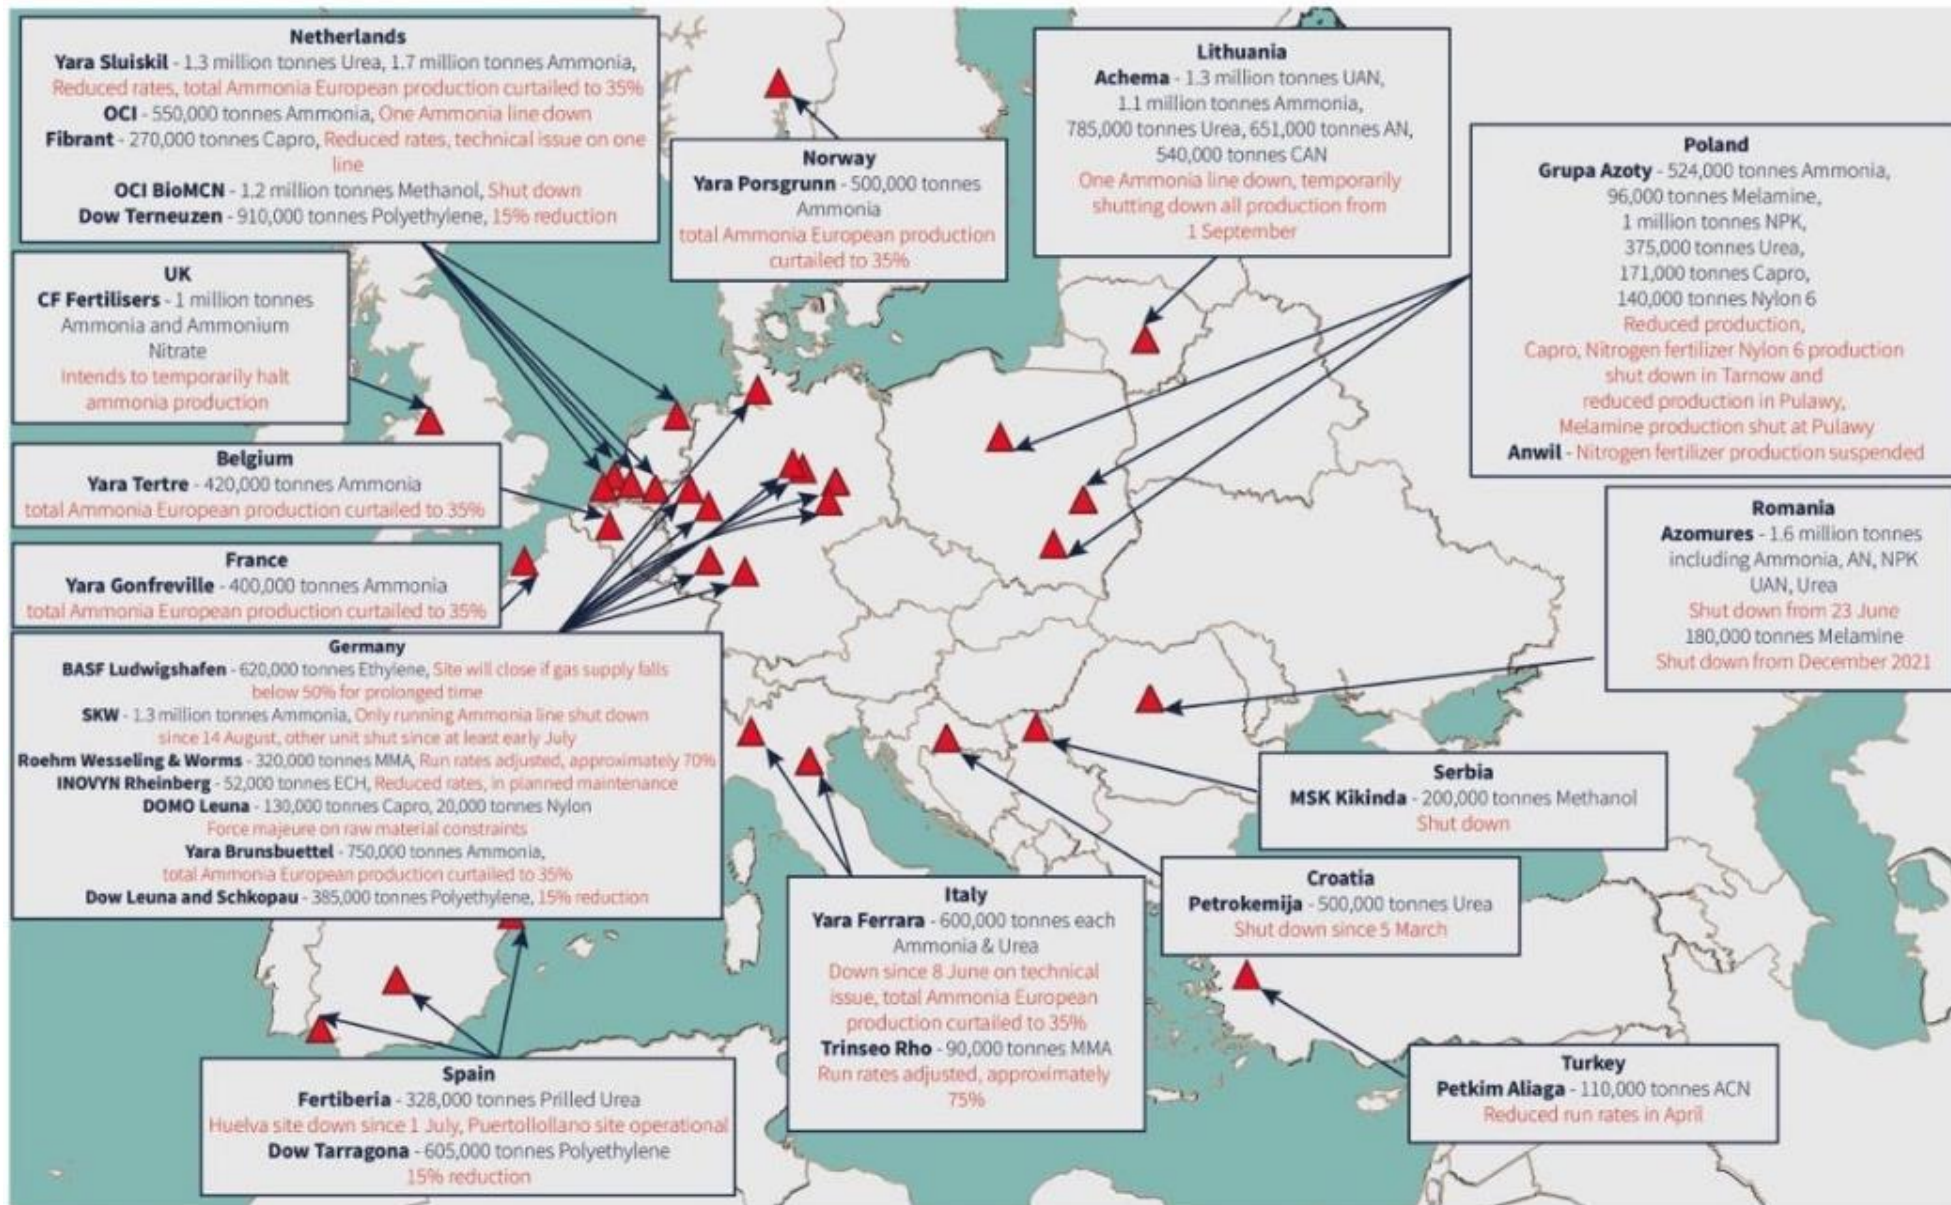 Netherlands
Yara Sluiskil - 1.3 million tonnes Urea, 1.7 million tonnes Ammonia,
Reduced rates, total Ammonia European production curtailed to 35%
OCI - 550,000 tonnes Ammonia, One Ammonia line down
Fibrant - 270,000 tonnes Capro, Reduced rates, technical issue on one
line
OCI BioMCN - 1.2 million tonnes Methanol, Shut down
Dow Terneuzen - 910,000 tonnes Polyethylene, 15% reduction
Norway
Yara Porsgrunn - 500,000 tonnes
Ammonia
total Ammonia European production
curtailed to 35%
Lithuania
Achema - 1.3 million tonnes UAN,
1.1 million tonnes Ammonia,
785,000 tonnes Urea, 651,000 tonnes AN,
540,000 tonnes CAN
One Ammonia line down, temporarily
shutting down all production from
1 September
Poland
Grupa Azoty - 524,000 tonnes Ammonia,
96,000 tonnes Melamine,
1 million tonnes NPK,
375,000 tonnes Urea,
171,000 tonnes Capro,
140,000 tonnes Nylon 6
Reduced production,
Capro, Nitrogen fertilizer Nylon 6 production
shut down in Tarnow and
reduced production in Pulawy,
Melamine production shut at Pulawy
Anwil - Nitrogen fertilizer production suspended
UK
CF Fertilisers - 1 million tonnes
Ammonia and Ammonium
Nitrate
Intends to temporarily halt
ammonia production
Belgium
Yara Tertre - 420,000 tonnes Ammonia
total Ammonia European production curtailed to 35%
France
Yara Gonfreville - 400,000 tonnes Ammonia
total Ammonia European production curtailed to 35%
Romania
Azomures - 1.6 million tonnes
including Ammonia, AN, NPK
UAN, Urea
Shut down from 23 June
180,000 tonnes Melamine
Shut down from December 2021
Germany
BASF Ludwigshafen - 620,000 tonnes Ethylene, Site will close if gas supply falls
below 50% for prolonged time
SKW - 1.3 million tonnes Ammonia, Only running Ammonia line shut down
since 14 August, other unit shut since at least early July
Roehm Wesseling & Worms - 320,000 tonnes MMA, Run rates adjusted, approximately 70%
INOVYN Rheinberg - 52,000 tonnes ECH, Reduced rates, in planned maintenance
DOMO Leuna - 130,000 tonnes Capro, 20,000 tonnes Nylon
Force majeure on raw material constraints
Yara Brunsbuettel - 750,000 tonnes Ammonia,
total Ammonia European production curtailed to 35%
Dow Leuna and Schkopau - 385,000 tonnes Polyethylene, 15% reduction
Serbia
MSK Kikinda - 200,000 tonnes Methanol
Shut down
Croatia
Petrokemija - 500,000 tonnes Urea
Shut down since 5 March
Italy
Yara Ferrara - 600,000 tonnes each
Ammonia & Urea
Down since 8 June on technical
issue, total Ammonia European
production curtailed to 35%
Trinseo Rho - 90,000 tonnes MMA
Run rates adjusted, approximately
75%
Turkey
Petkim Aliaga - 110,000 tonnes ACN
Reduced run rates in April
Spain
Fertiberia - 328,000 tonnes Prilled Urea
Huelva site down since 1 July, Puertollollano site operational
Dow Tarragona - 605,000 tonnes Polyethylene
15% reduction